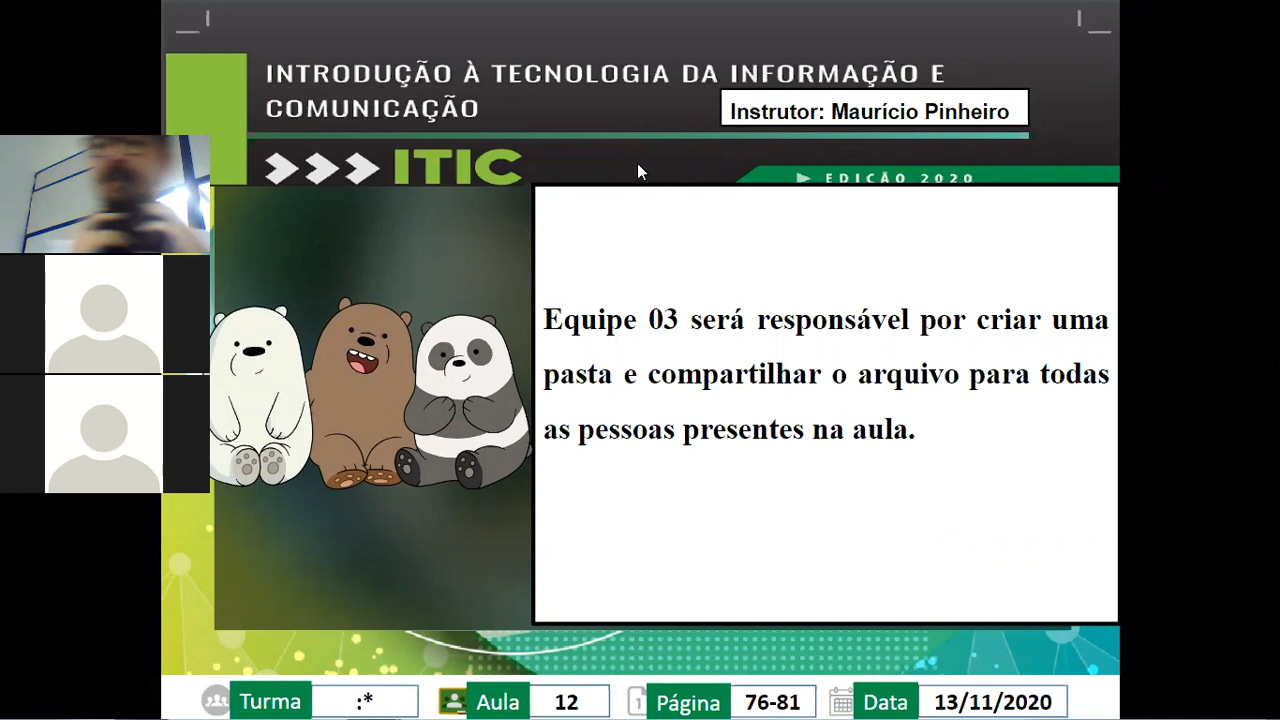 INTRODUÇÃO À TECNOLOGIA DA INFORMAÇÃO E
COMUNICAÇÃO
Instrutor: Maurício Pinheiro
ITIC
EDIÇÃO 2020
Equipe 03 será responsável por criar uma
pasta e compartilhar o arquivo para todas
as pessoas presentes na aula.
Turma :* Aula 12 1 Página 76-81 Data 13/11/2020